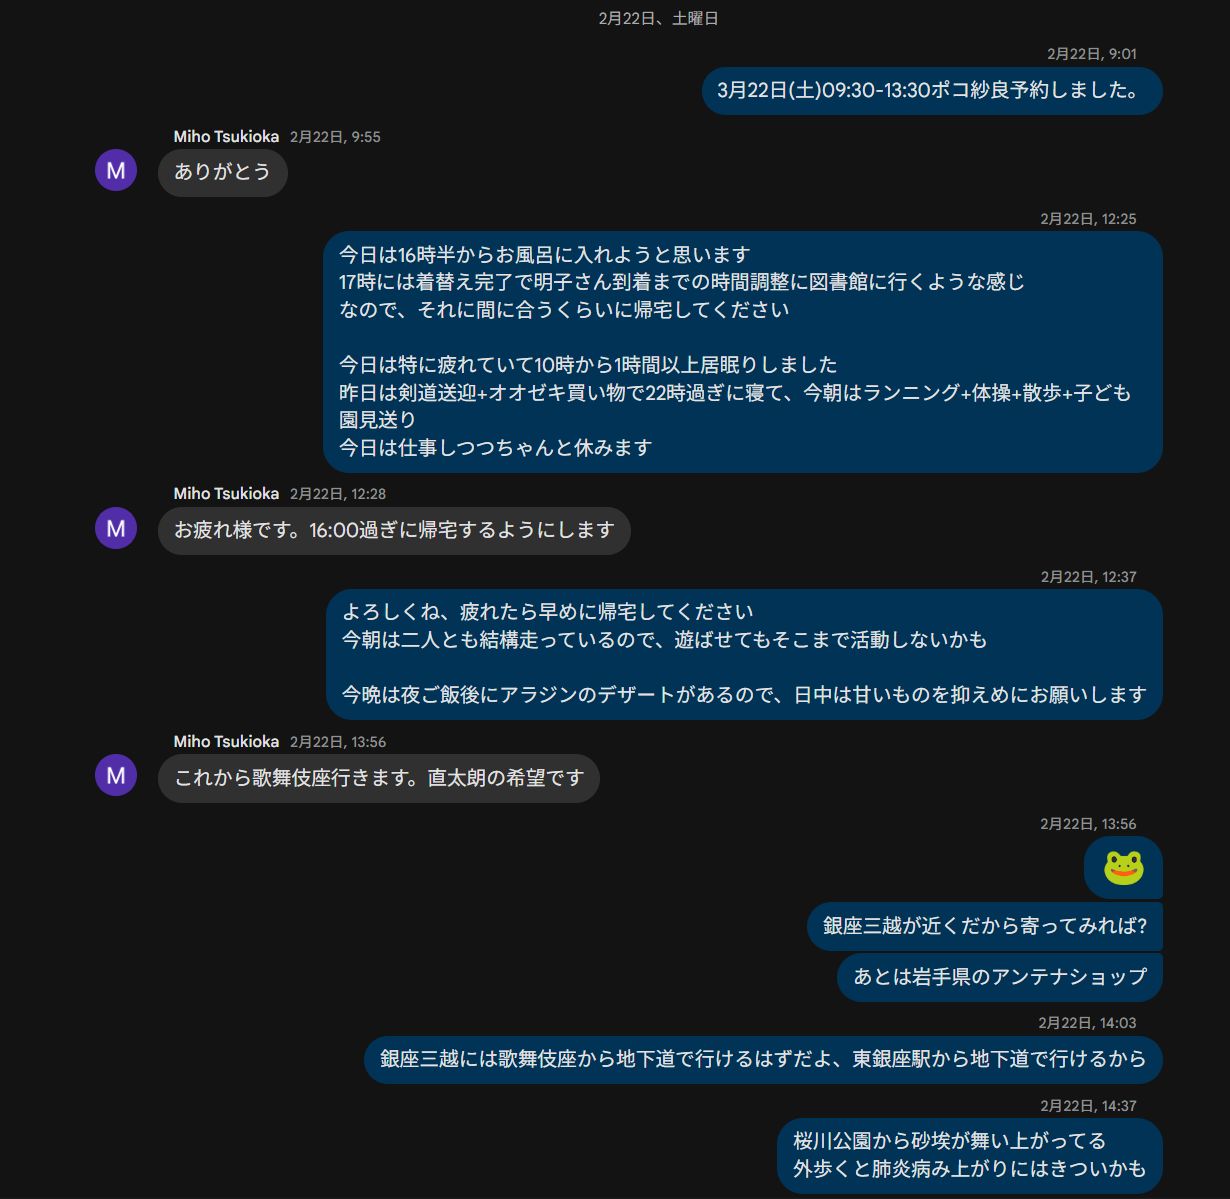 2月22日、土曜日
2月22日, 9:01
3月22日(土)09:30-13:30ポコ紗良予約しました。
Miho Tsukioka 2月22日, 9:55
M
ありがとう
2月22日, 12:25
今日は16時半からお風呂に入れようと思います
17時には着替え完了で明子さん到着までの時間調整に図書館に行くような感じ
なので、それに間に合うくらいに帰宅してください
今日は特に疲れていて10時から1時間以上居眠りしました
昨日は剣道送迎+オオゼキ買い物で22時過ぎに寝て、今朝はランニング+体操+散歩+子ども
園見送り
今日は仕事しつつちゃんと休みます
Miho Tsukioka 2月22日, 12:28
M
お疲れ様です。16:00過ぎに帰宅するようにします
2月22日, 12:37
よろしくね、疲れたら早めに帰宅してください
今朝は二人とも結構走っているので、遊ばせてもそこまで活動しないかも
今晩は夜ご飯後にアラジンのデザートがあるので、日中は甘いものを抑えめにお願いします
Miho Tsukioka 2月22日, 13:56
M
これから歌舞伎座行きます。直太朗の希望です
2月22日, 13:56
銀座三越が近くだから寄ってみれば?
あとは岩手県のアンテナショップ
2月22日, 14:03
銀座三越には歌舞伎座から地下道で行けるはずだよ、東銀座駅から地下道で行けるから
2月22日, 14:37
桜川公園から砂埃が舞い上がってる
外歩くと肺炎病み上がりにはきついかも